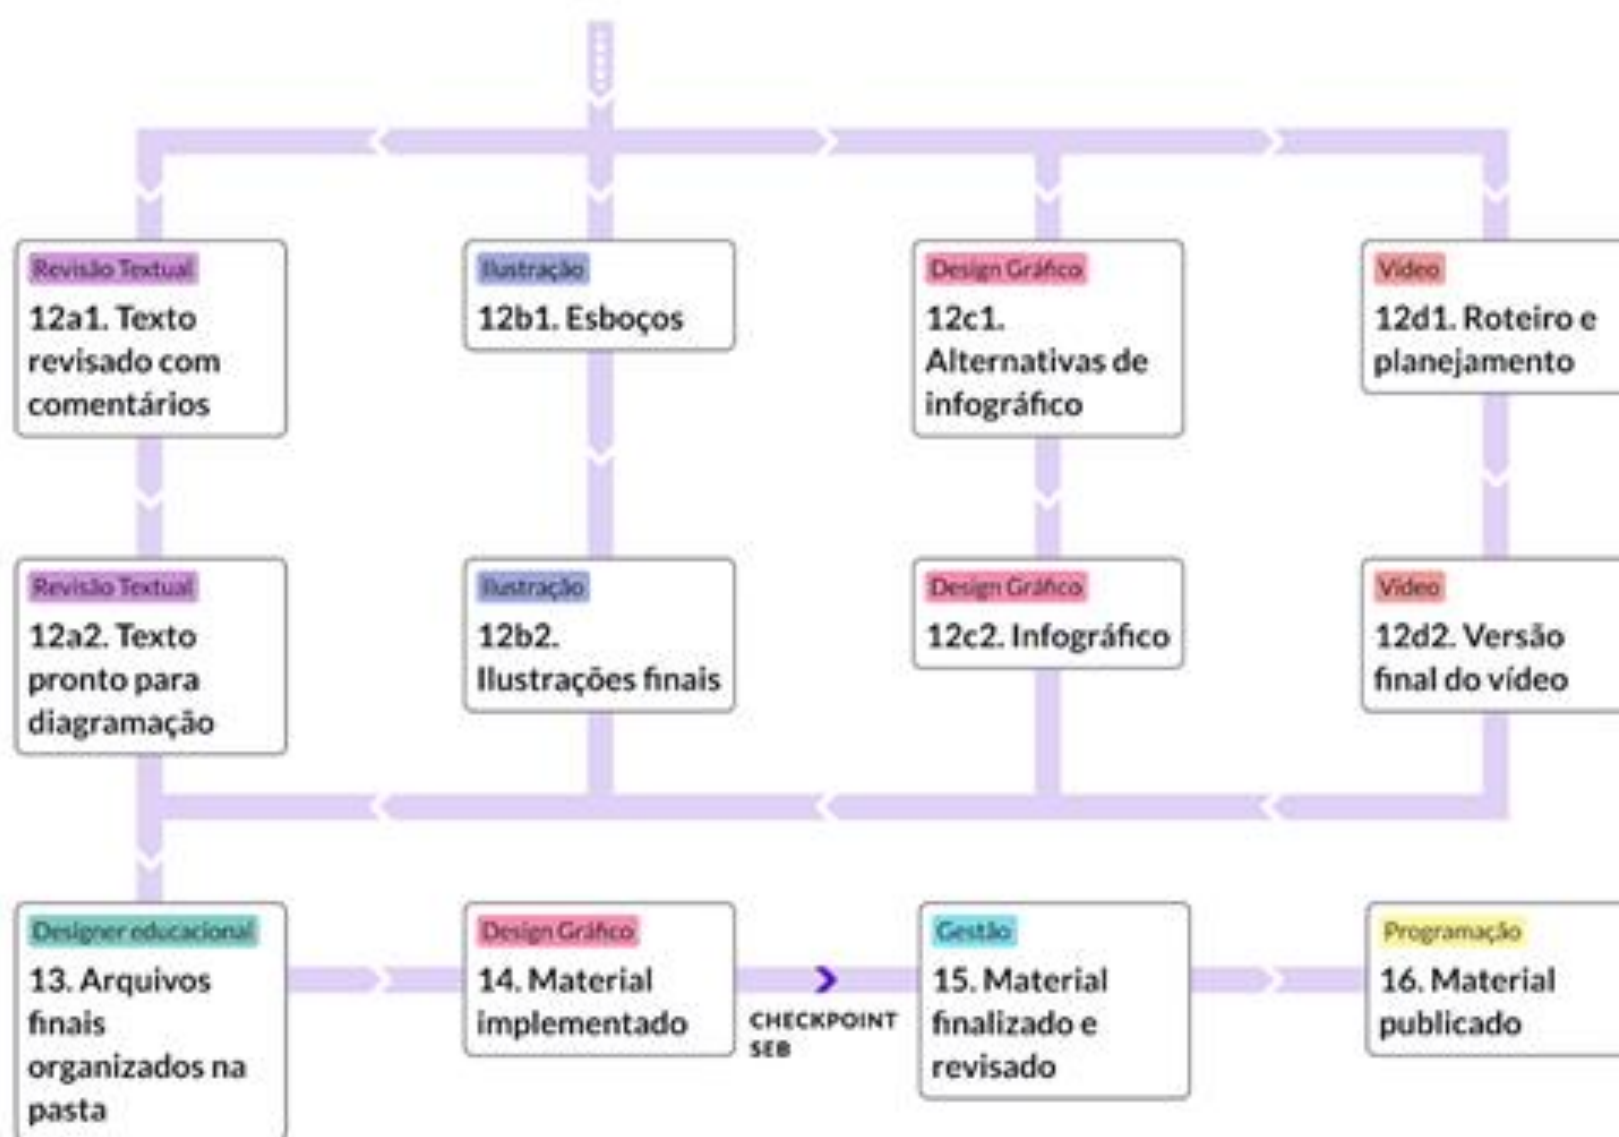 Revisão Textual
12a1. Texto
revisado com
comentários
Ilustração
12b1. Esboços
Design Gráfico
12c1.
Alternativas de
infográfico
Vídeo
12d1. Roteiro e
planejamento
Revisão Textual
12a2. Texto
pronto para
diagramação
Ilustração
12b2.
Ilustrações finais
Design Gráfico
12c2. Infográfico
Vídeo
12d2. Versão
final do vídeo
Designer educacional
13. Arquivos
finais
organizados na
pasta
Design Gráfico
14. Material
implementado
CHECKPOINT
SEB
Gestão
15. Material
finalizado e
revisado
Programação
16. Material
publicado